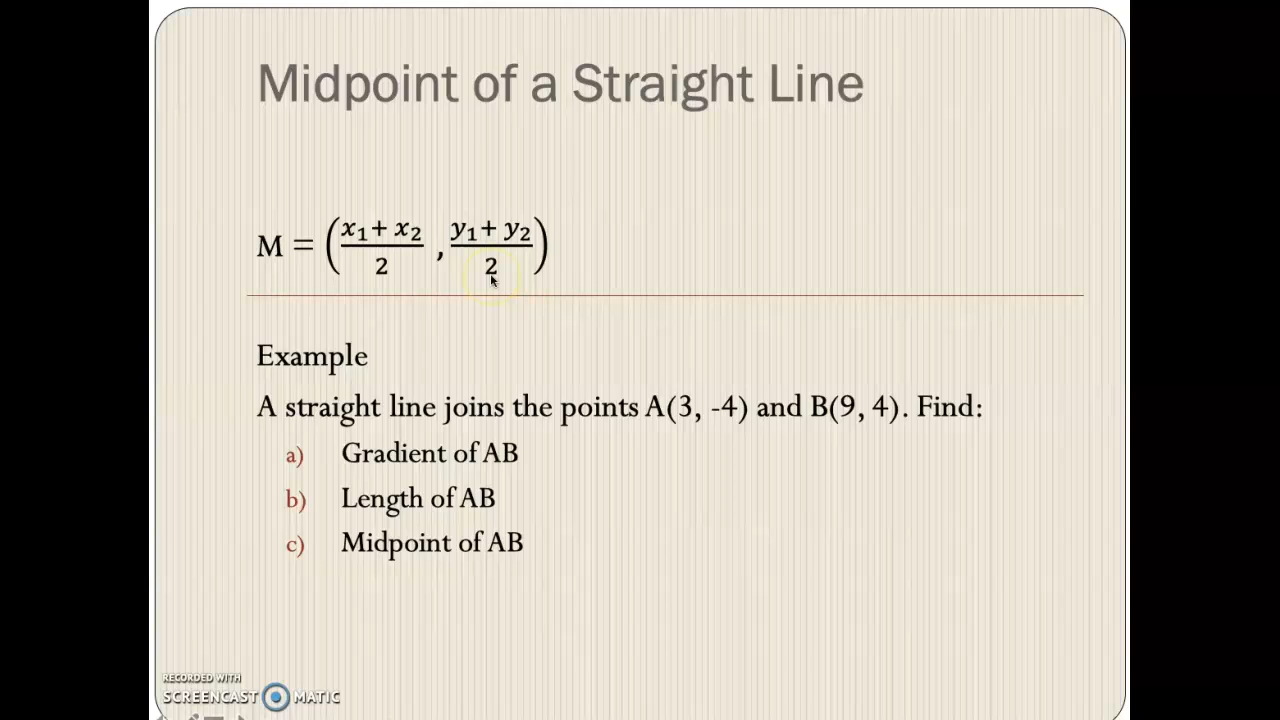 Midpoint of a Straight Line
M = (x₁+ x₂/2 , y₁+ y₂/2)
Example
A straight line joins the points A(3, -4) and B(9, 4). Find:
a) Gradient of AB
b) Length of AB
c) Midpoint of AB
RECORDED WITH
SCREENCAST MATIC